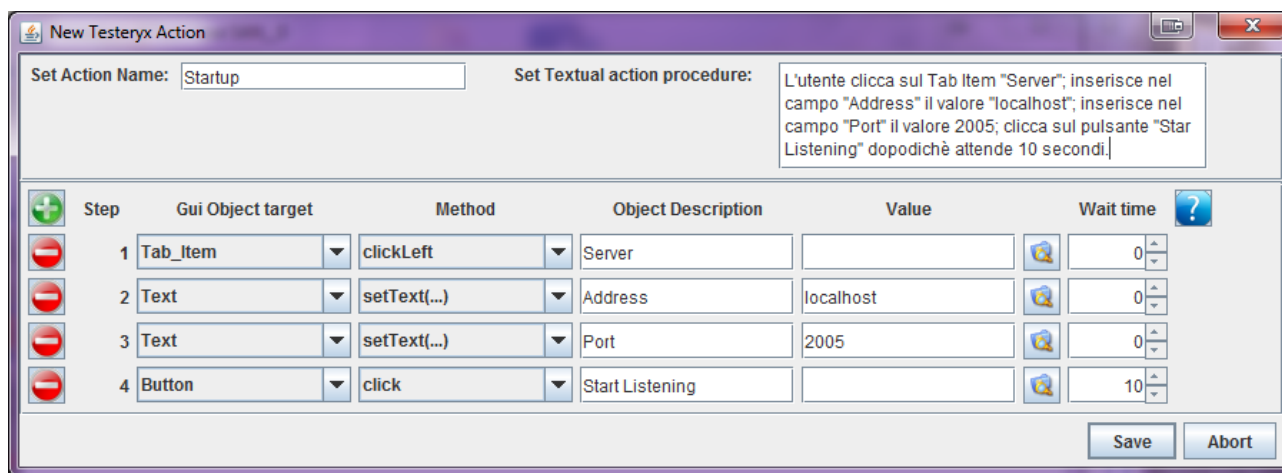 New Testeryx Action
Set Action Name: Startup Set Textual action procedure:
L'utente clicca sul Tab Item "Server"; inserisce nel
campo "Address" il valore "localhost"; inserisce nel
campo "Port" il valore 2005; clicca sul pulsante "Star
Listening" dopodichè attende 10 secondi.
Step Gui Object target Method Object Description Value Wait time ?
1 Tab_Item clickLeft Server 0
2 Text setText(...) Address localhost 0
3 Text setText(...) Port 2005 0
4 Button click Start Listening 10
Save Abort